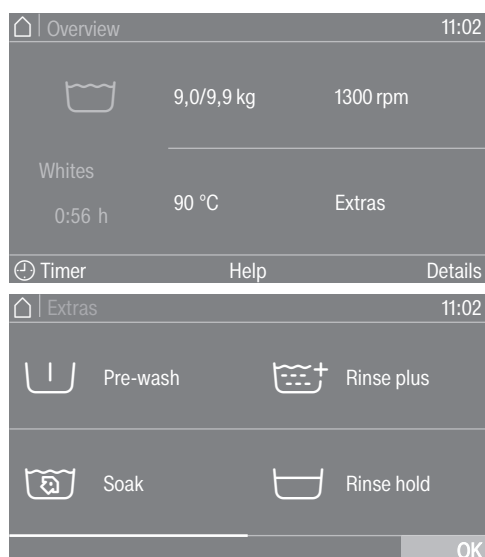 Overview 11:02
9,0/9,9 kg 1300 rpm
Whites
0:56 h
90 °C Extras
Timer Help Details
Extras 11:02
Pre-wash Rinse plus
Soak Rinse hold
OK